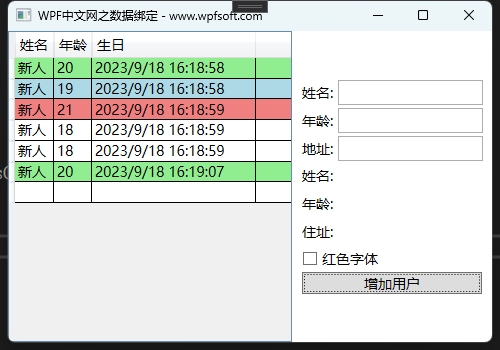 WPF中文网之数据绑定 - www.wpfsoft.com
姓名 年龄 生日
新人 20 2023/9/18 16:18:58
新人 19 2023/9/18 16:18:58
新人 21 2023/9/18 16:18:59
新人 18 2023/9/18 16:18:59
新人 18 2023/9/18 16:18:59
新人 20 2023/9/18 16:19:07
姓名:
年龄:
地址:
姓名:
年龄:
住址:
红色字体
增加用户